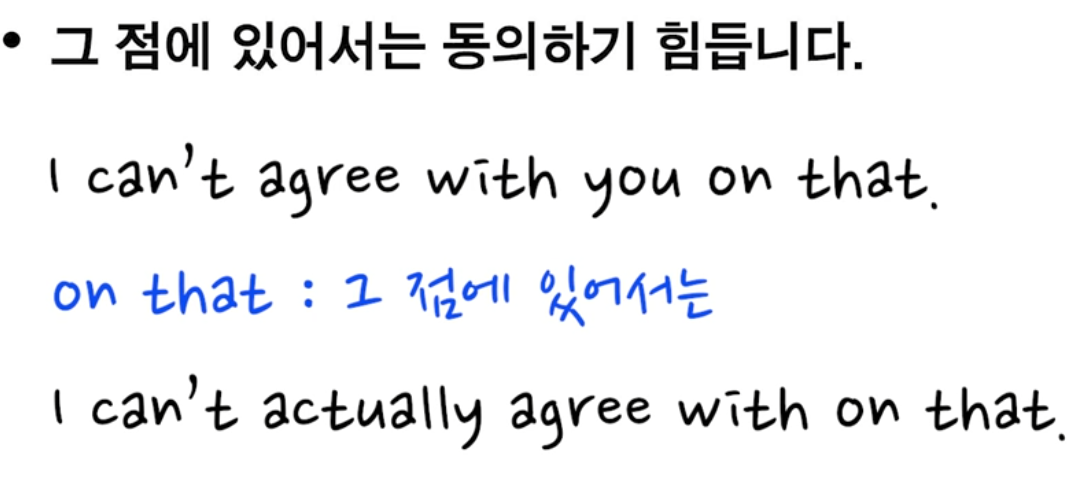 • 그 점에 있어서는 동의하기 힘듭니다.
I can't agree with you on that.
on that : 그 점에 있어서는
I can't actually agree with on that.